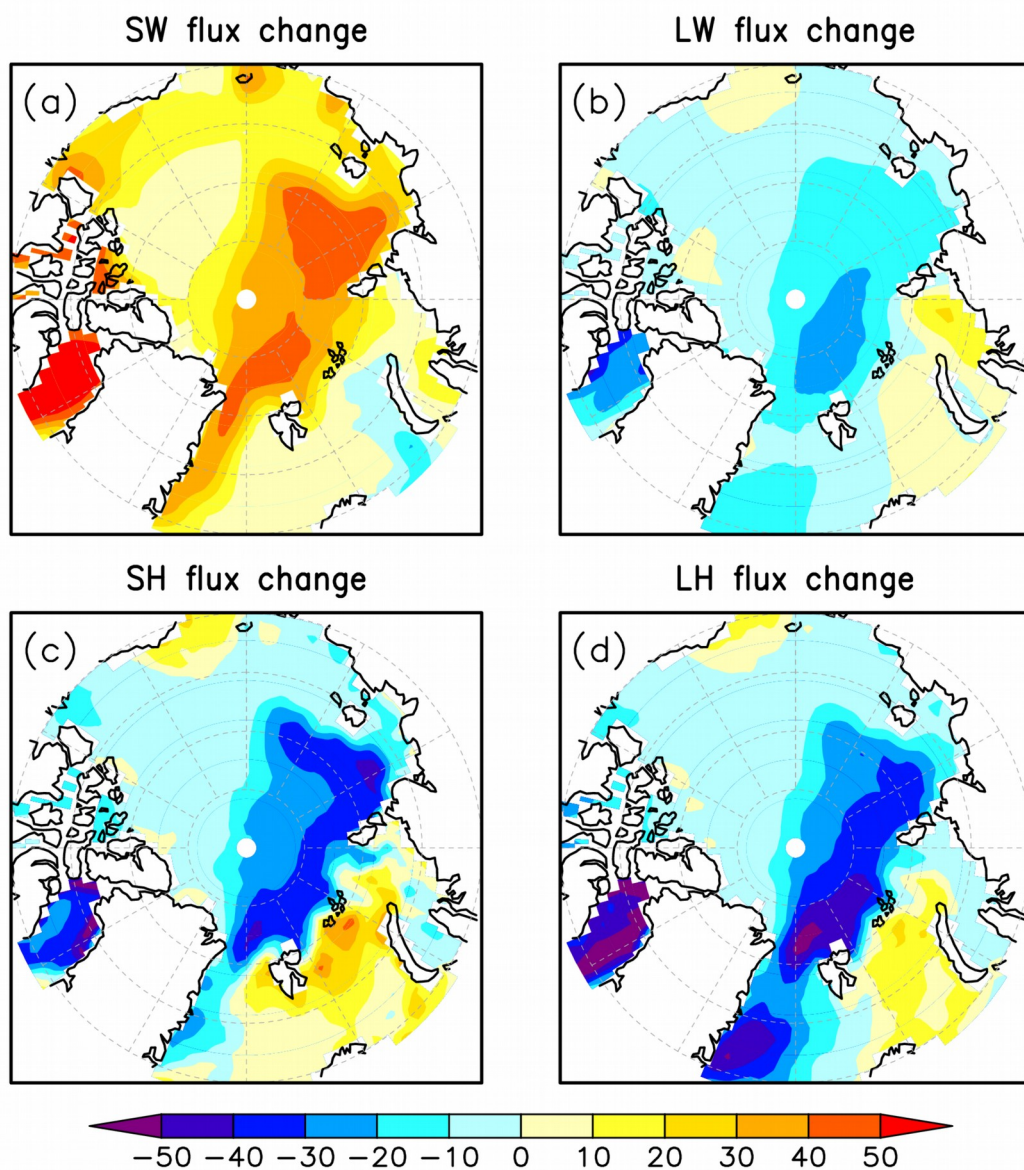 SW flux change
LW flux change
(a)
(b)
SH flux change
LH flux change
(c)
(d)
−50 −40 −30 −20 −10 0 10 20 30 40 50